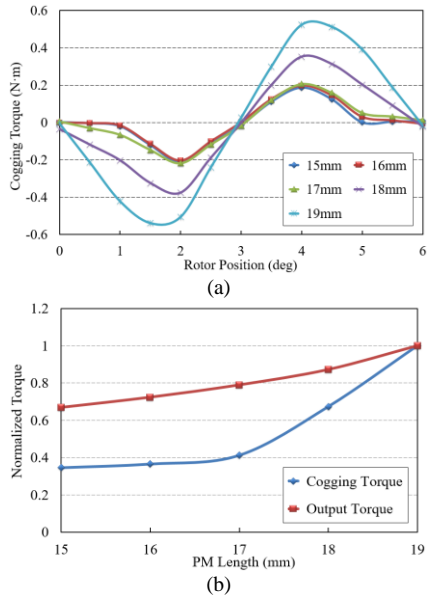 0.6
0.4
0.2
0
-0.2
-0.4
-0.6
Cogging Torque (N·m)
15mm 16mm
17mm 18mm
19mm
0 1 2 3 4 5 6
Rotor Position (deg)
(a)
1.2
1
0.8
0.6
0.4
0.2
0
Normalized Torque
Cogging Torque
Output Torque
15 16 17 18 19
PM Length (mm)
(b)